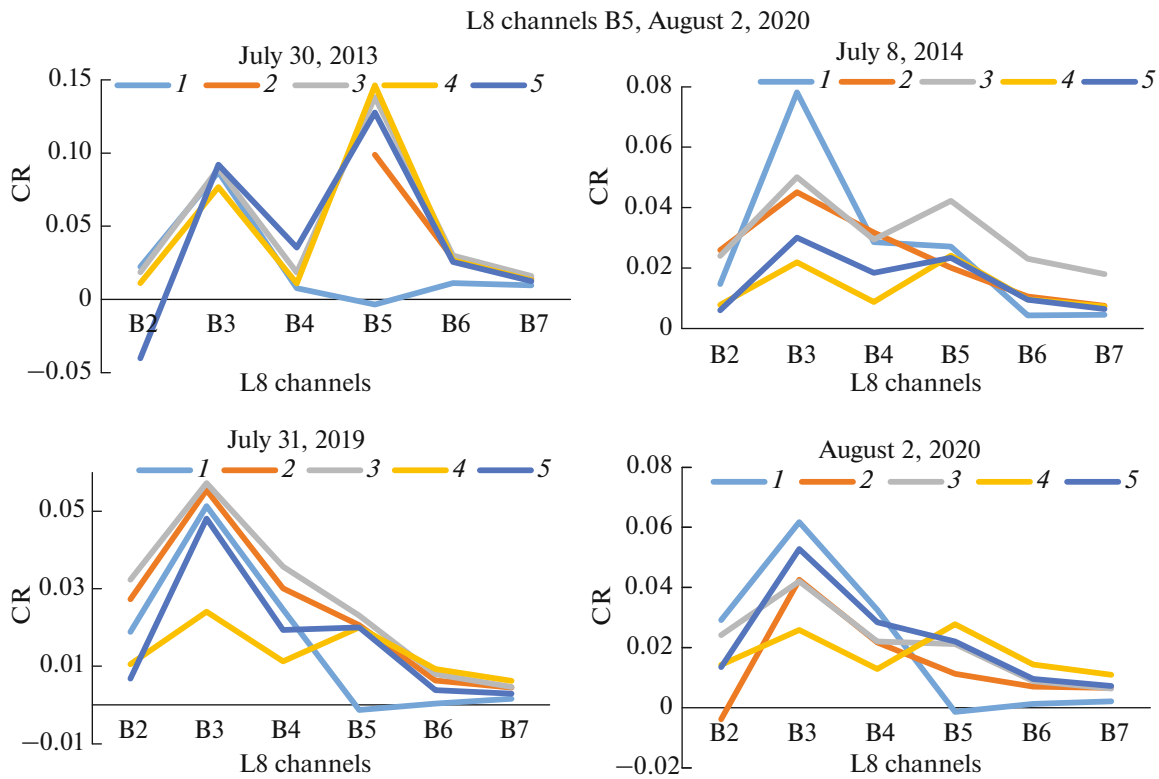 L8 channels B5, August 2, 2020
July 30, 2013
1 2 3 4 5
0.15
0.10
0.05
0
−0.05
CR
B2 B3 B4 B5 B6 B7
L8 channels
July 8, 2014
1 2 3 4 5
0.08
0.06
0.04
0.02
0
CR
B2 B3 B4 B5 B6 B7
L8 channels
July 31, 2019
1 2 3 4 5
0.05
0.03
0.01
−0.01
CR
B2 B3 B4 B5 B6 B7
L8 channels
August 2, 2020
1 2 3 4 5
0.08
0.06
0.04
0.02
0
−0.02
CR
B2 B3 B4 B5 B6 B7
L8 channels